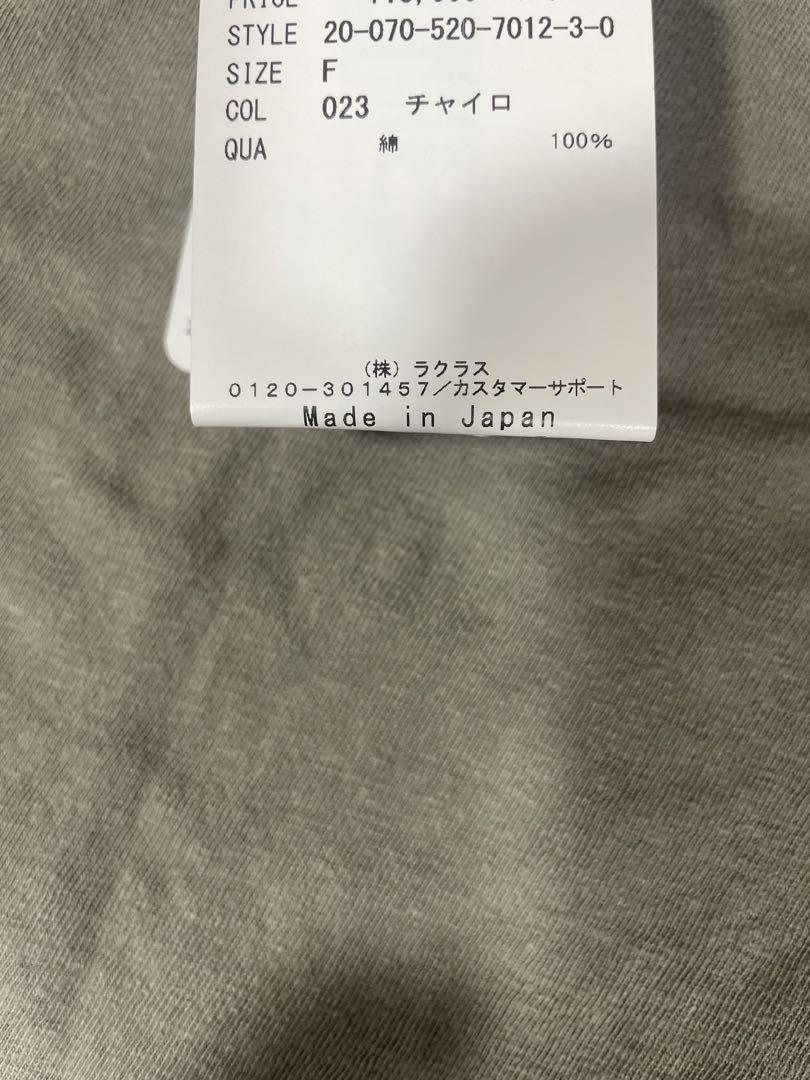 PRICE
STYLE 20-070-520-7012-3-0
SIZE F
COL 023 チャイロ
QUA 綿 100%
(株) ラクラス
0120-301457/カスタマーサポート
Made in Japan